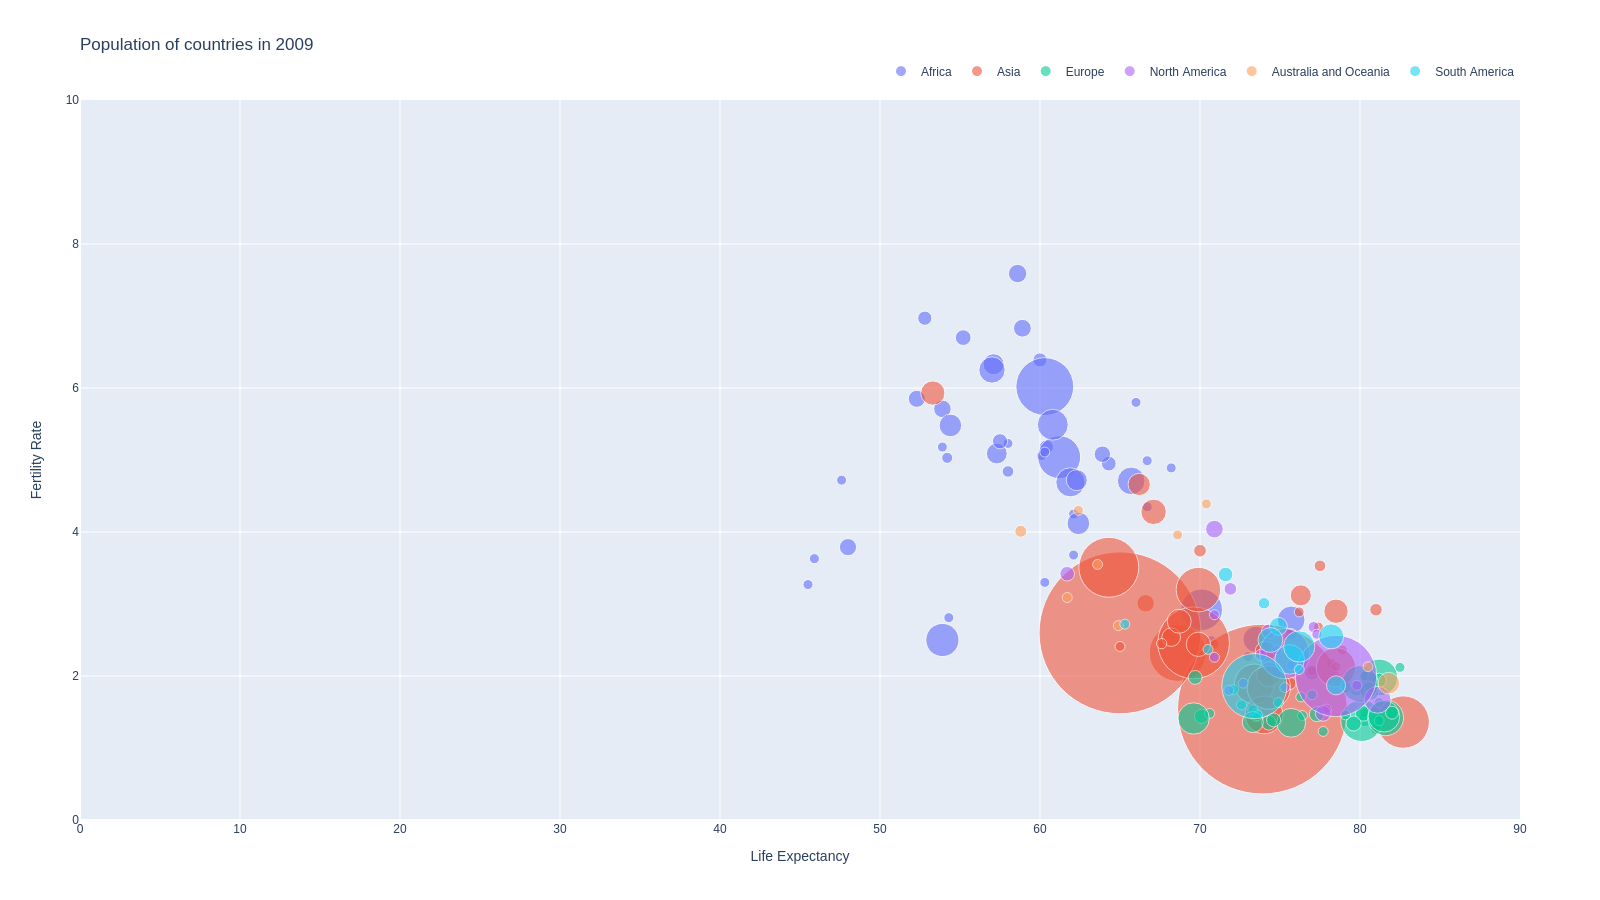 Population of countries in 2009
Africa Asia Europe North America Australia and Oceania South America
10
8
6
4
2
0
Fertility Rate
0 10 20 30 40 50 60 70 80 90
Life Expectancy